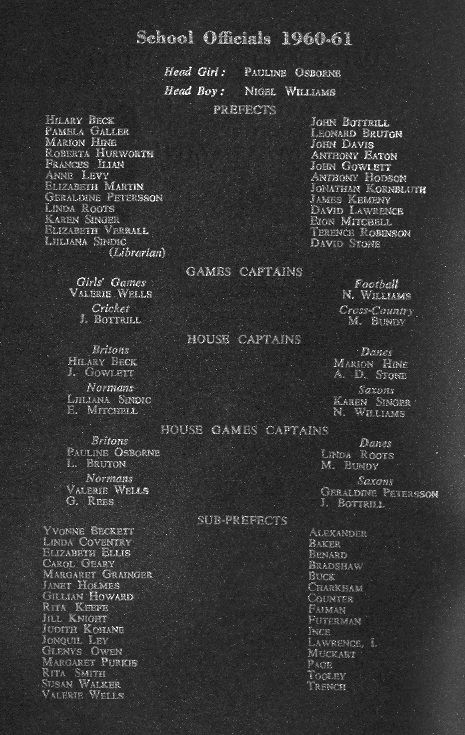 School Officials 1960-61
Head Girl: Pauline Osborne
Head Boy: Nigel Williams
PREFECTS
Hilary Beck
Pamela Galler
Marion Hine
Roberta Hurworth
Frances Ilian
Anne Levy
Elizabeth Martin
Geraldine Petersson
Linda Roots
Karen Singer
Elizabeth Verrall
Ljiliana Sindic
(Librarian)
John Bottrill
Leonard Bruton
John Davis
Anthony Eaton
John Gowlett
Anthony Hodson
Jonathan Kornbluth
James Kemeny
David Lawrence
Eion Mitchell
Terence Robinson
David Stone
GAMES CAPTAINS
Girls' Games
Valerie Wells
Cricket
J. Bottrill
Football
N. Williams
Cross-Country
M. Bundy
HOUSE CAPTAINS
Britons
Hilary Beck
J. Gowlett
Normans
Ljiliana Sindic
E. Mitchell
Danes
Marion Hine
A. D. Stone
Saxons
Karen Singer
N. Williams
HOUSE GAMES CAPTAINS
Britons
Pauline Osborne
L. Bruton
Normans
Valerie Wells
G. Rees
Danes
Linda Roots
M. Bundy
Saxons
Geraldine Petersson
J. Bottrill
SUB-PREFECTS
Yvonne Beckett
Linda Coventry
Elizabeth Ellis
Carol Geary
Margaret Grainger
Janet Holmes
Gillian Howard
Rita Keefe
Jill Knight
Judith Kohane
Jonquil Ley
Glenys Owen
Margaret Purkis
Rita Smith
Susan Walker
Valerie Wells
Alexander
Baker
Benard
Bradshaw
Buck
Charkham
Counter
Faiman
Futerman
Ince
Lawrence, I.
Muckart
Page
Tooley
Trench